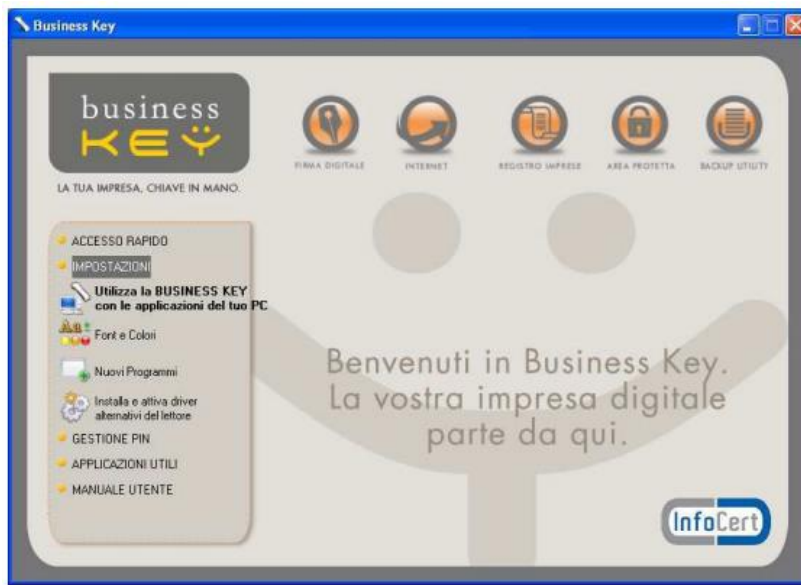 Business Key
business
KEY
LA TUA IMPRESA, CHIAVE IN MANO.
FIRMA DIGITALE
INTERNET
REGISTRO IMPRESE
AREA PROTETTA
BACKUP UTILITY
ACCESSO RAPIDO
IMPOSTAZIONI
Utilizza la BUSINESS KEY
con le applicazioni del tuo PC
Font e Colori
Nuovi Programmi
Installa e attiva driver
alternativi del lettore
GESTIONE PIN
APPLICAZIONI UTILI
MANUALE UTENTE
Benvenuti in Business Key.
La vostra impresa digitale
parte da qui.
InfoCert